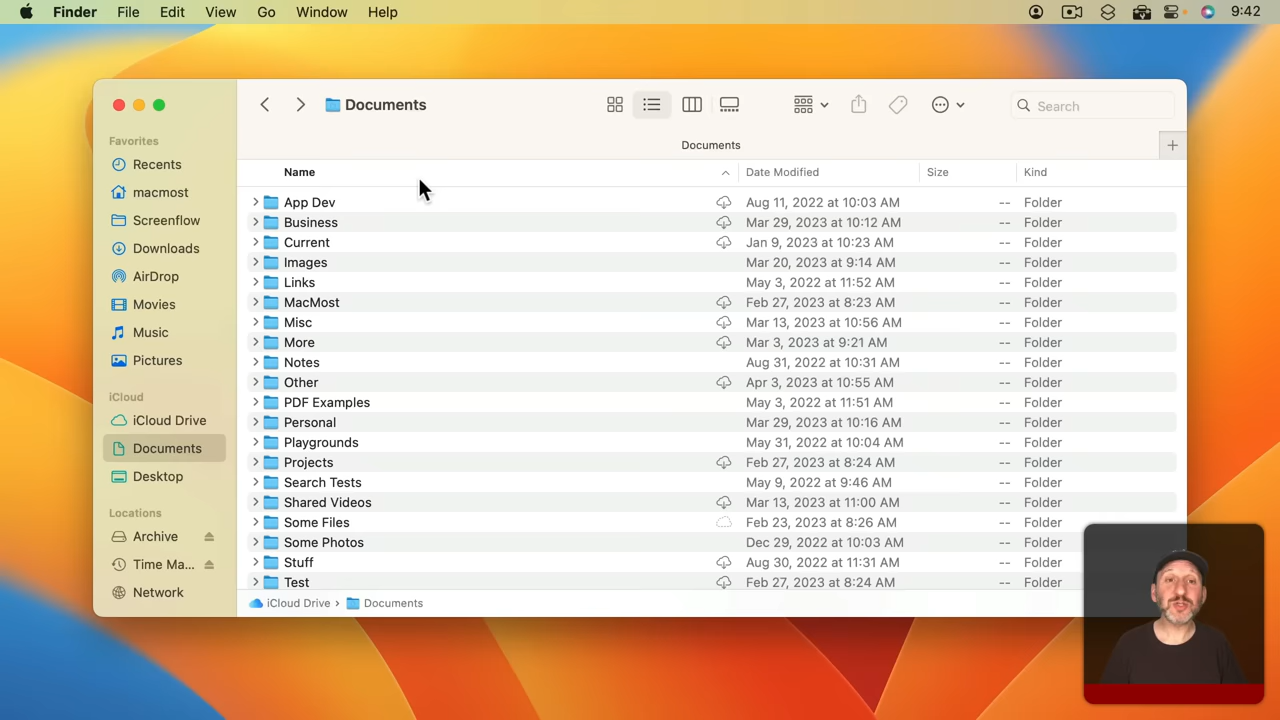 Finder File Edit View Go Window Help 9:42
Documents
Search
Documents
Favorites
Recents
macmost
Screenflow
Downloads
AirDrop
Movies
Music
Pictures
iCloud
iCloud Drive
Documents
Desktop
Locations
Archive
Time Ma...
Network
Name Date Modified Size Kind
App Dev Aug 11, 2022 at 10:03 AM -- Folder
Business Mar 29, 2023 at 10:12 AM -- Folder
Current Jan 9, 2023 at 10:23 AM -- Folder
Images Mar 20, 2023 at 9:14 AM -- Folder
Links May 3, 2022 at 11:52 AM -- Folder
MacMost Feb 27, 2023 at 8:23 AM -- Folder
Misc Mar 13, 2023 at 10:56 AM -- Folder
More Mar 3, 2023 at 9:21 AM -- Folder
Notes Aug 31, 2022 at 10:31 AM -- Folder
Other Apr 3, 2023 at 10:55 AM -- Folder
PDF Examples May 3, 2022 at 11:51 AM -- Folder
Personal Mar 29, 2023 at 10:16 AM -- Folder
Playgrounds May 31, 2022 at 10:04 AM -- Folder
Projects Feb 27, 2023 at 8:24 AM -- Folder
Search Tests May 9, 2022 at 9:46 AM -- Folder
Shared Videos Mar 13, 2023 at 11:00 AM -- Folder
Some Files Feb 23, 2023 at 8:26 AM -- Folder
Some Photos Dec 29, 2022 at 10:03 AM -- Folder
Stuff Aug 30, 2022 at 11:31 AM -- Folder
Test Feb 27, 2023 at 8:24 AM -- Folder
iCloud Drive › Documents